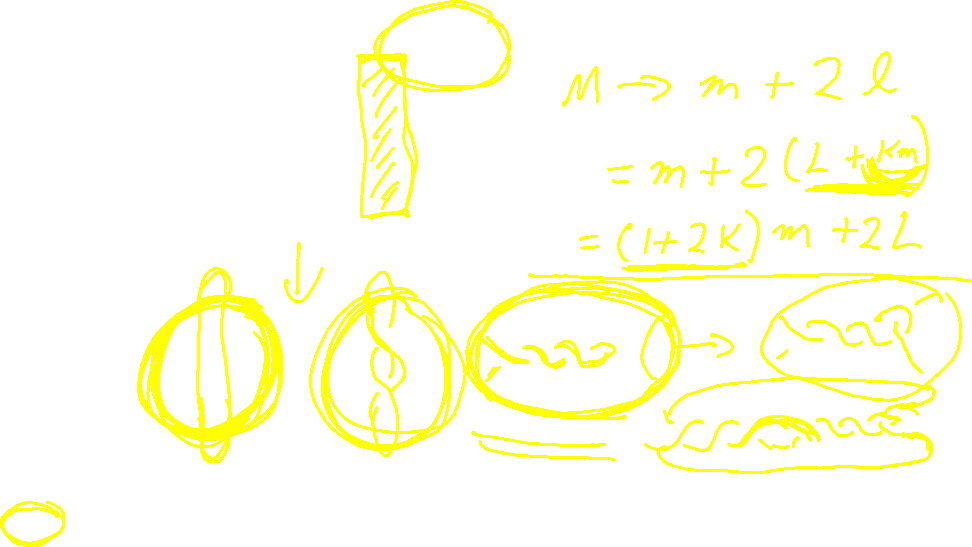 M → m + 2 l
= m + 2 (L + Km)
= (1 + 2K) m + 2L